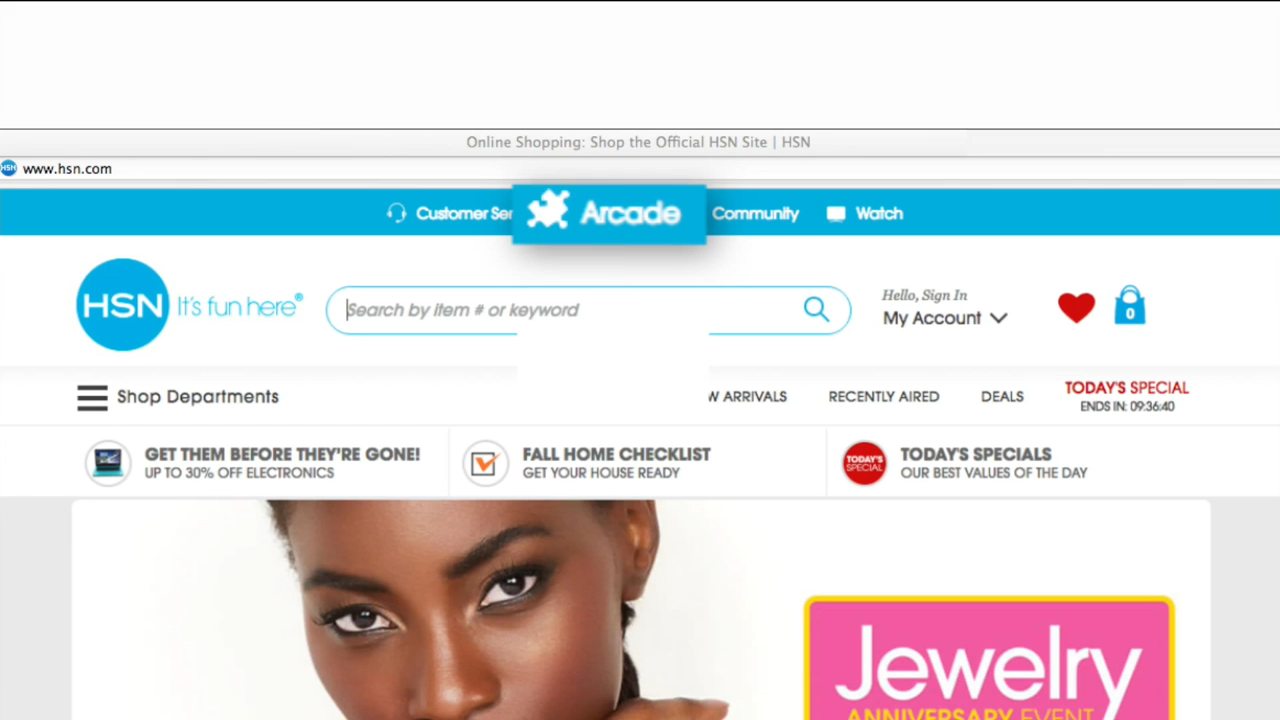 Online Shopping: Shop the Official HSN Site | HSN
HSN www.hsn.com
Customer Ser Arcade Community Watch
HSN It's fun here®
Search by item # or keyword
Hello, Sign In
My Account
0
Shop Departments
W ARRIVALS RECENTLY AIRED DEALS
TODAY'S SPECIAL
ENDS IN: 09:36:40
GET THEM BEFORE THEY'RE GONE!
UP TO 30% OFF ELECTRONICS
FALL HOME CHECKLIST
GET YOUR HOUSE READY
TODAY'S SPECIAL
TODAY'S SPECIALS
OUR BEST VALUES OF THE DAY
Jewelry
ANNIVERSARY EVENT